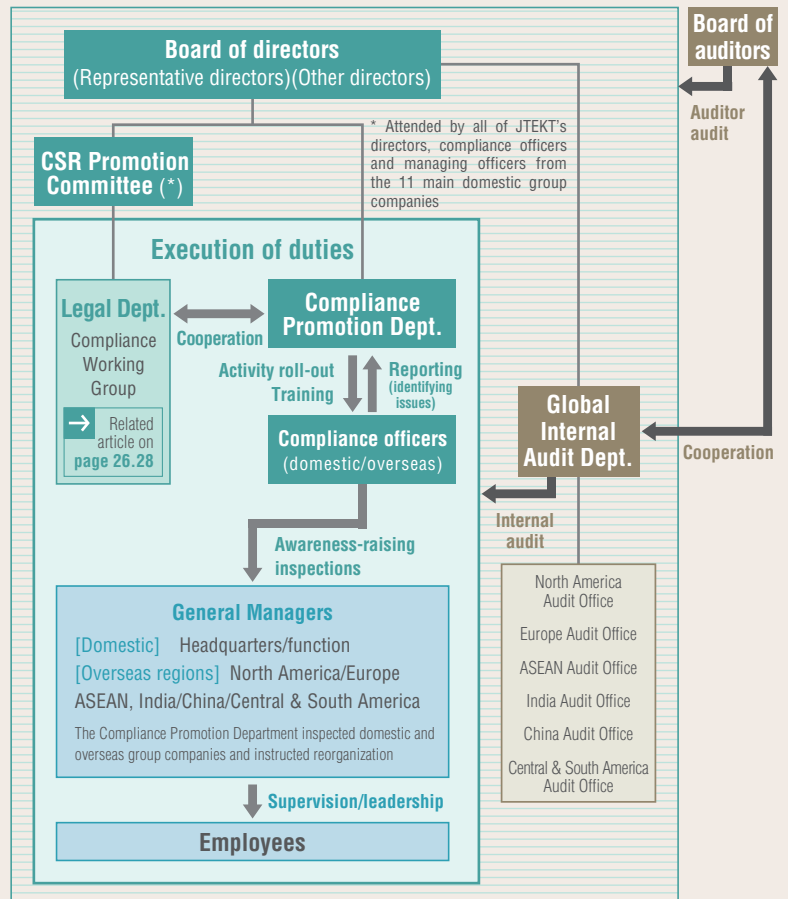 Board of directors
(Representative directors)(Other directors)
Board of
auditors
Auditor
audit
* Attended by all of JTEKT's
directors, compliance officers
and managing officers from
the 11 main domestic group
companies
CSR Promotion
Committee (*)
Execution of duties
Legal Dept.
Compliance
Working
Group
→ Related
article on
page 26.28
Cooperation
Compliance
Promotion Dept.
Activity roll-out
Training
Reporting
(identifying
issues)
Compliance officers
(domestic/overseas)
Global
Internal
Audit Dept.
Cooperation
Internal
audit
Awareness-raising
inspections
North America
Audit Office
Europe Audit Office
ASEAN Audit Office
India Audit Office
China Audit Office
Central & South America
Audit Office
General Managers
[Domestic] Headquarters/function
[Overseas regions] North America/Europe
ASEAN, India/China/Central & South America
The Compliance Promotion Department inspected domestic and
overseas group companies and instructed reorganization
Supervision/leadership
Employees